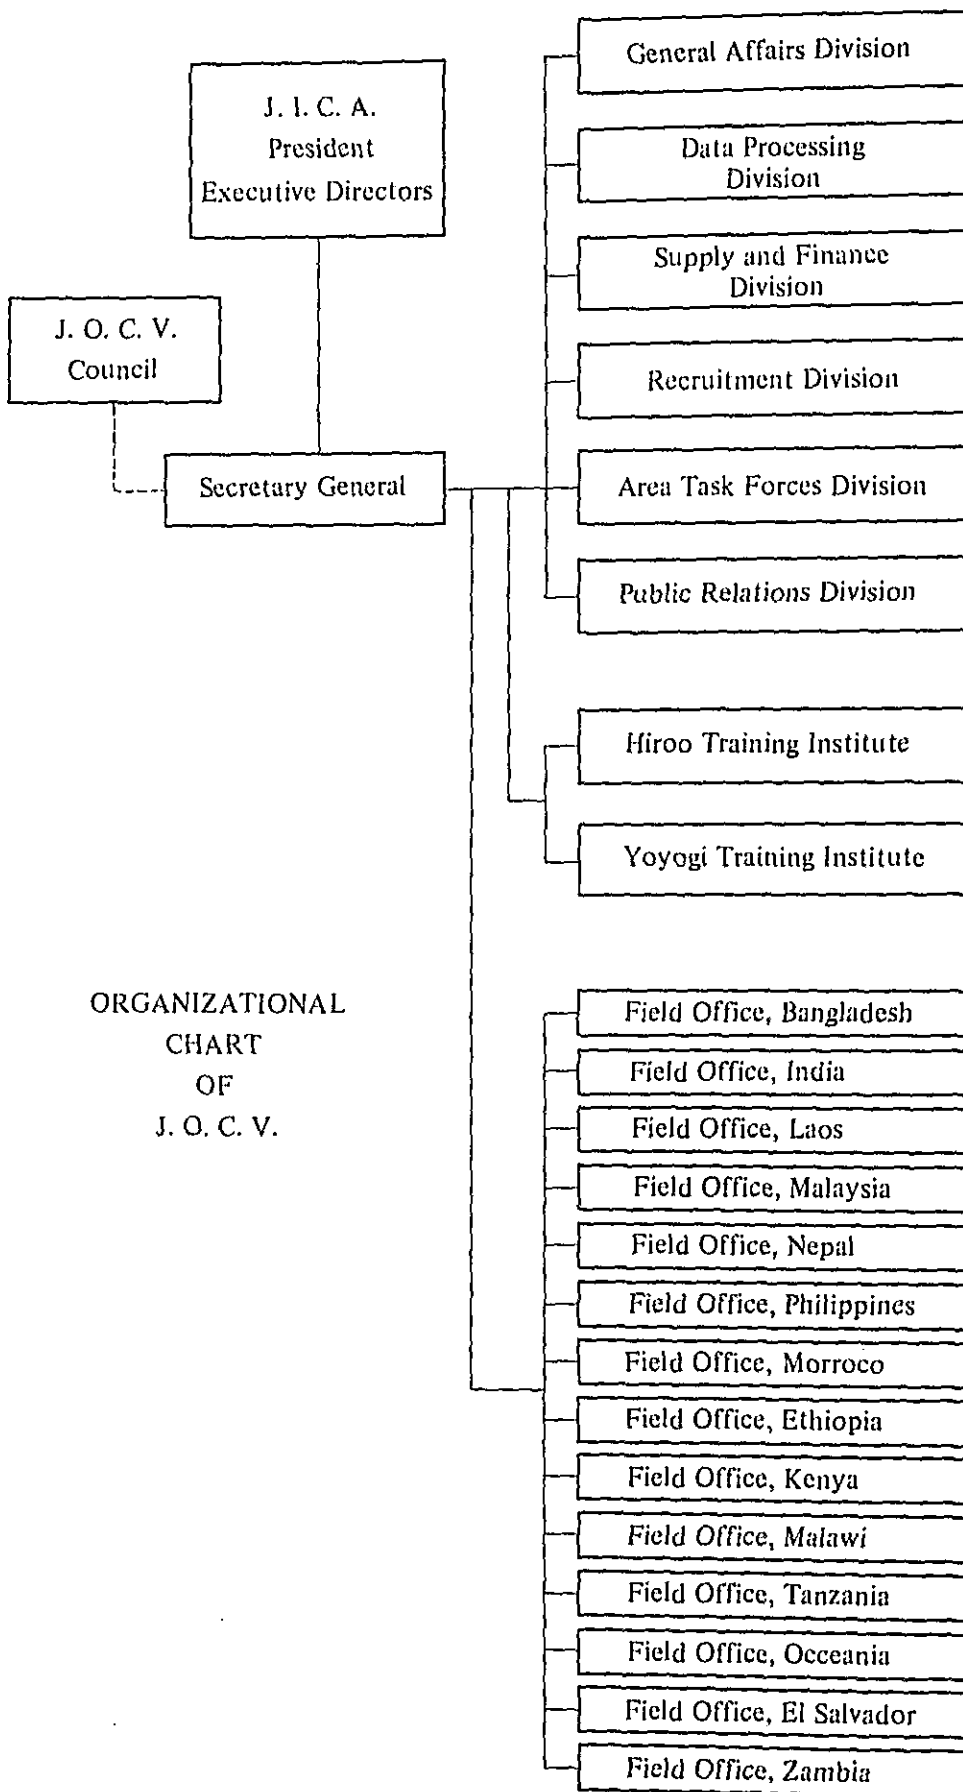 J. I. C. A.
President
Executive Directors
J. O. C. V.
Council
Secretary General
General Affairs Division
Data Processing
Division
Supply and Finance
Division
Recruitment Division
Area Task Forces Division
Public Relations Division
Hiroo Training Institute
Yoyogi Training Institute
ORGANIZATIONAL
CHART
OF
J. O. C. V.
Field Office, Bangladesh
Field Office, India
Field Office, Laos
Field Office, Malaysia
Field Office, Nepal
Field Office, Philippines
Field Office, Morroco
Field Office, Ethiopia
Field Office, Kenya
Field Office, Malawi
Field Office, Tanzania
Field Office, Occeania
Field Office, El Salvador
Field Office, Zambia